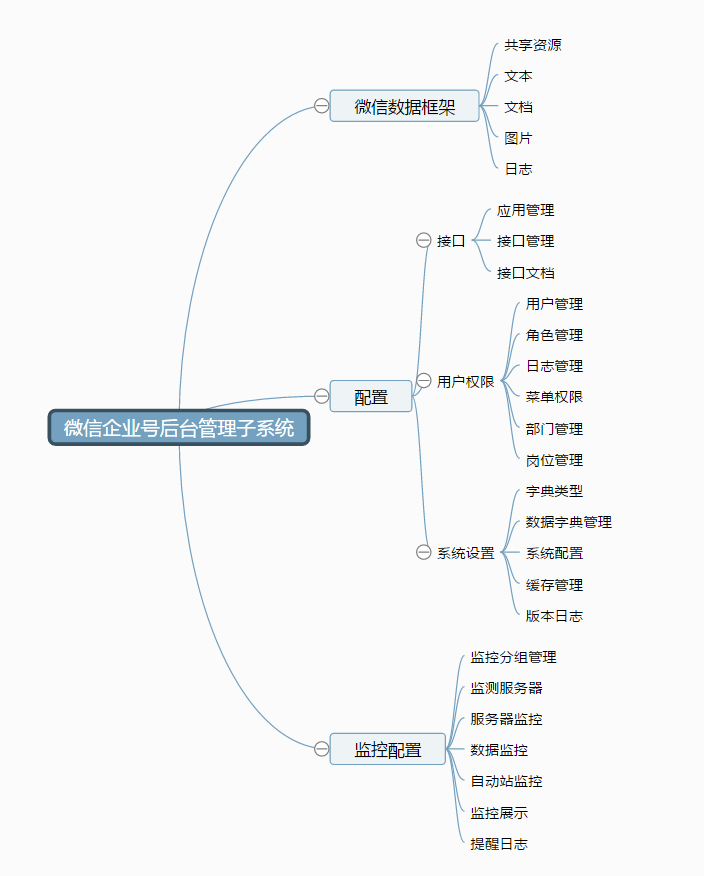 微信企业号后台管理子系统
微信数据框架
共享资源
文本
文档
图片
日志
配置
接口
应用管理
接口管理
接口文档
用户权限
用户管理
角色管理
日志管理
菜单权限
部门管理
岗位管理
系统设置
字典类型
数据字典管理
系统配置
缓存管理
版本日志
监控配置
监控分组管理
监测服务器
服务器监控
数据监控
自动站监控
监控展示
提醒日志